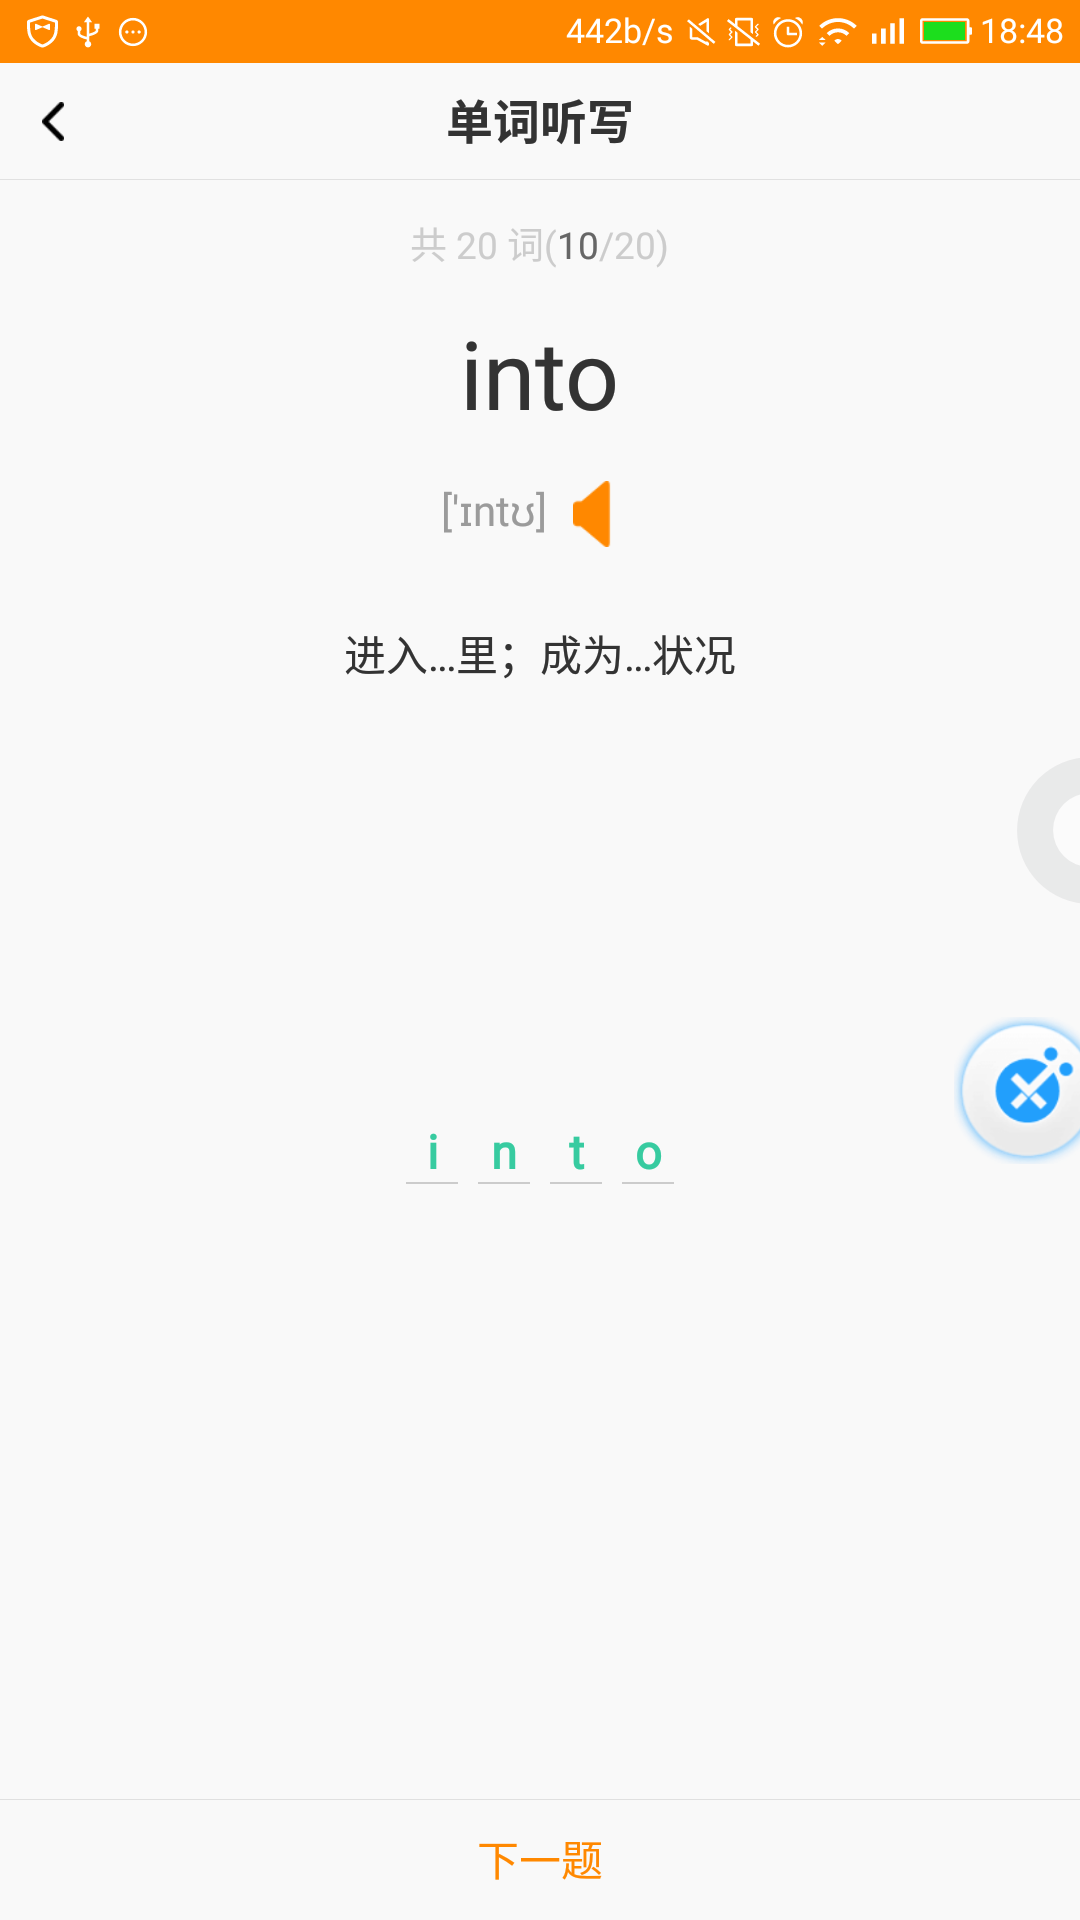 442b/s 18:48
单词听写
共 20 词(10/20)
into
['ɪntʊ]
进入...里；成为...状况
i n t o
下一题